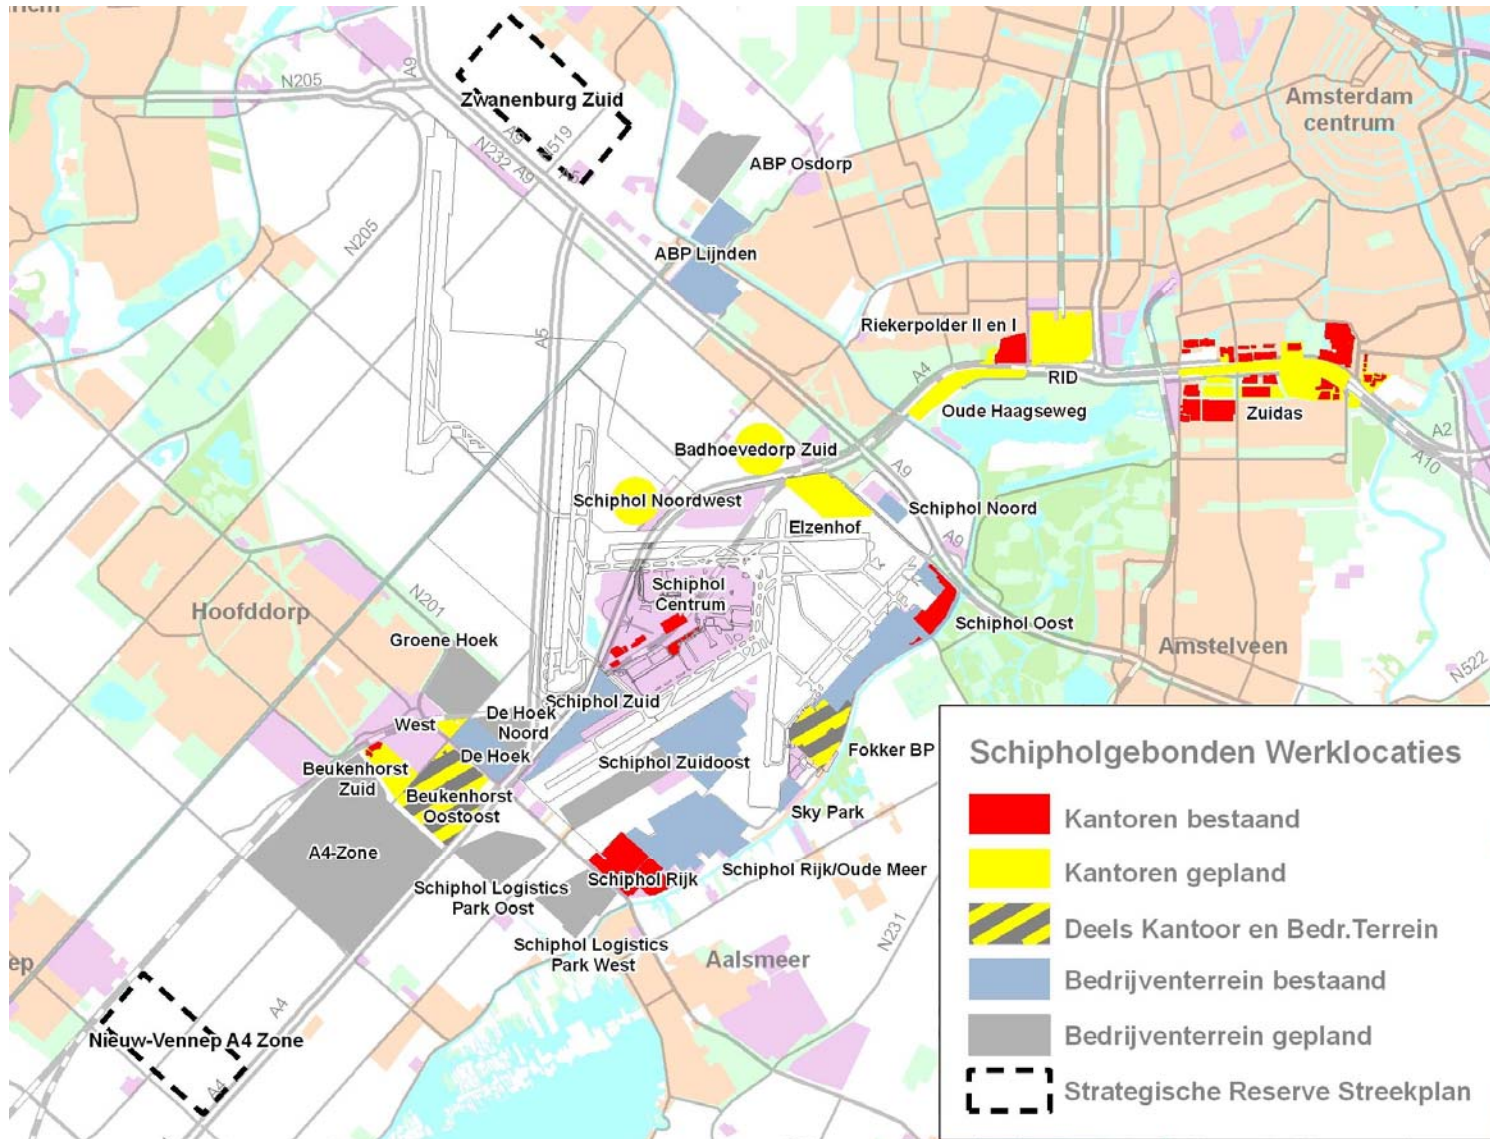 Zwanenburg Zuid
N205
A9
A9
N519
N232
A9
A5
ABP Osdorp
Amsterdam
centrum
N205
ABP Lijnden
A5
Riekerpolder II en I
A4
RID
Oude Haagseweg
Zuidas
A2
A10
Badhoevedorp Zuid
A9
Schiphol Noordwest
Schiphol Noord
Elzenhof
A9
Schiphol
Centrum
Hoofddorp
N201
Groene Hoek
Schiphol Oost
Amstelveen
N522
Schiphol Zuid
West
De Hoek
Noord
De Hoek
Fokker BP
Schiphol Zuidoost
Beukenhorst
Zuid
Beukenhorst
Oostoost
Sky Park
A4-Zone
Schiphol Rijk/Oude Meer
Schiphol Rijk
Schiphol Logistics
Park Oost
Schiphol Logistics
Park West
N231
Aalsmeer
ep
A4
Nieuw-Vennep A4 Zone
A4
Schipholgebonden Werklocaties
Kantoren bestaand
Kantoren gepland
Deels Kantoor en Bedr.Terrein
Bedrijventerrein bestaand
Bedrijventerrein gepland
Strategische Reserve Streekplan